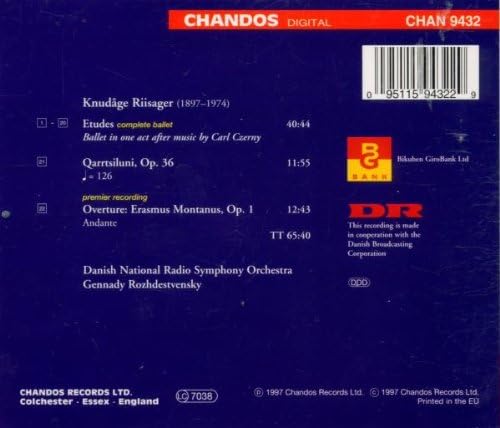 CHANDOS DIGITAL CHAN 9432
0 95115 94322 9
Knudåge Riisager (1897–1974)
1 - 20 Etudes complete ballet 40:44
Ballet in one act after music by Carl Czerny
21 Qarrtsiluni, Op. 36 11:55
♩= 126
premier recording
22 Overture: Erasmus Montanus, Op. 1 12:43
Andante
TT 65:40
Danish National Radio Symphony Orchestra
Gennady Rozhdestvensky
BG
BANK
Bikuben GiroBank Ltd
DR
This recording is made
in cooperation with the
Danish Broadcasting
Corporation
DDD
CHANDOS RECORDS LTD.
Colchester · Essex · England
LC 7038
℗ 1997 Chandos Records Ltd. © 1997 Chandos Records Ltd.
Printed in the EU